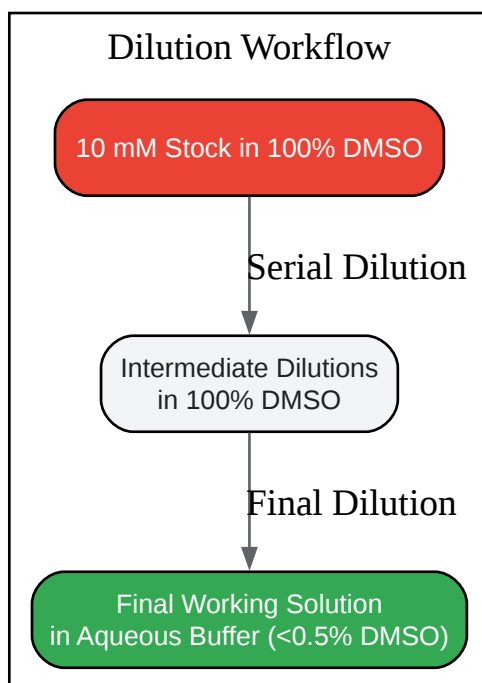 Dilution Workflow
10 mM Stock in 100% DMSO
Serial Dilution
Intermediate Dilutions
in 100% DMSO
Final Dilution
Final Working Solution
in Aqueous Buffer (<0.5% DMSO)